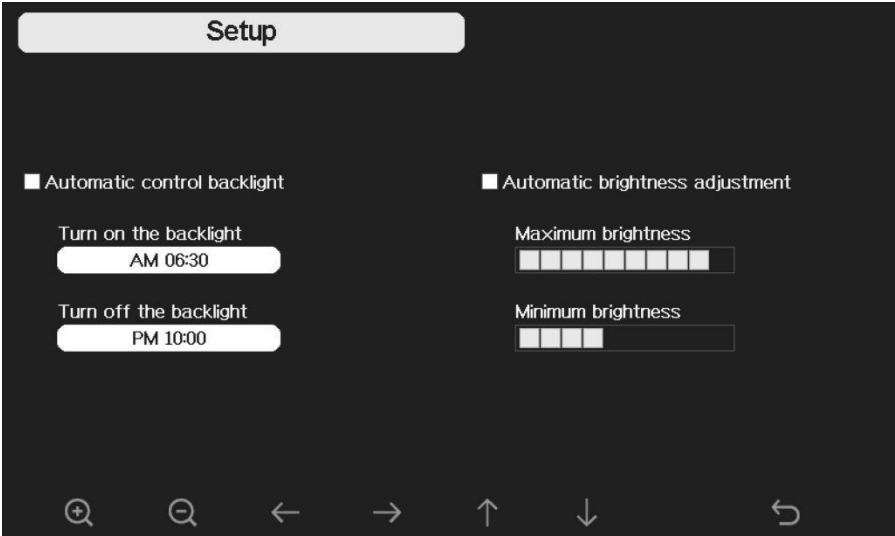 Setup
Automatic control backlight
Turn on the backlight
AM 06:30
Turn off the backlight
PM 10:00
Automatic brightness adjustment
Maximum brightness
Minimum brightness